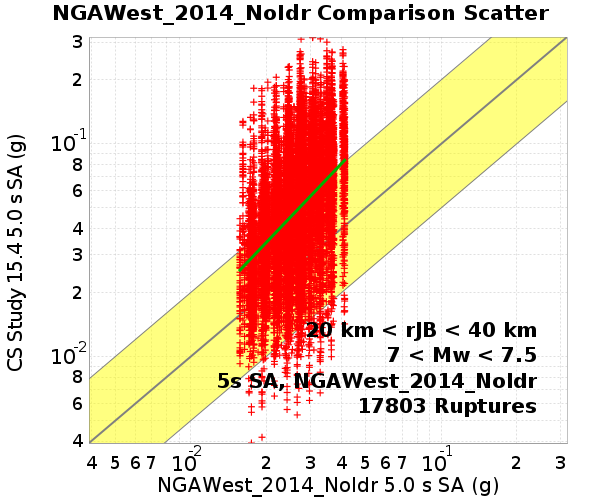 NGAWest_2014_NoIdr Comparison Scatter
CS Study 15.4 5.0 s SA (g)
3
2
10-1
8
6
4
3
2
10-2
8
6
4
20 km < rJB < 40 km
7 < Mw < 7.5
5s SA, NGAWest_2014_NoIdr
17803 Ruptures
4 5 6 7 10-2 2 3 4 5 6 7 10-1 2 3
NGAWest_2014_NoIdr 5.0 s SA (g)